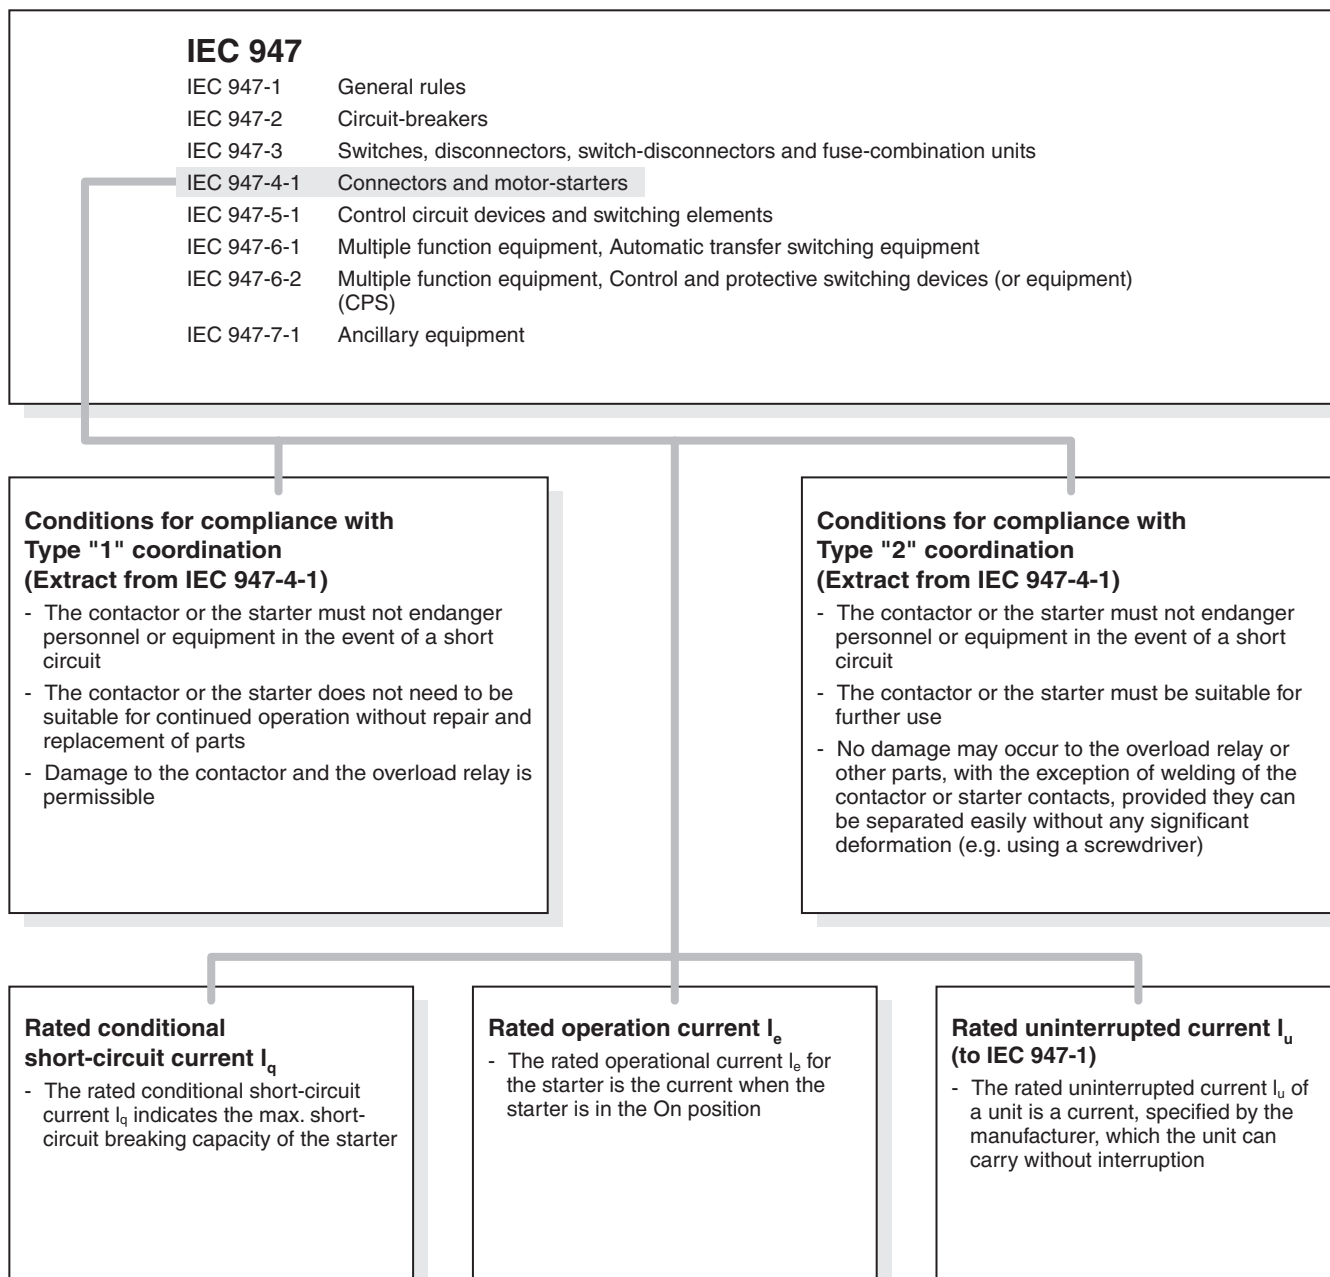 IEC 947
IEC 947-1 General rules
IEC 947-2 Circuit-breakers
IEC 947-3 Switches, disconnectors, switch-disconnectors and fuse-combination units
IEC 947-4-1 Connectors and motor-starters
IEC 947-5-1 Control circuit devices and switching elements
IEC 947-6-1 Multiple function equipment, Automatic transfer switching equipment
IEC 947-6-2 Multiple function equipment, Control and protective switching devices (or equipment)
(CPS)
IEC 947-7-1 Ancillary equipment
Conditions for compliance with
Type "1" coordination
(Extract from IEC 947-4-1)
- The contactor or the starter must not endanger
personnel or equipment in the event of a short
circuit
- The contactor or the starter does not need to be
suitable for continued operation without repair and
replacement of parts
- Damage to the contactor and the overload relay is
permissible
Conditions for compliance with
Type "2" coordination
(Extract from IEC 947-4-1)
- The contactor or the starter must not endanger
personnel or equipment in the event of a short
circuit
- The contactor or the starter must be suitable for
further use
- No damage may occur to the overload relay or
other parts, with the exception of welding of the
contactor or starter contacts, provided they can
be separated easily without any significant
deformation (e.g. using a screwdriver)
Rated conditional
short-circuit current Iq
- The rated conditional short-circuit
current Iq indicates the max. short-
circuit breaking capacity of the starter
Rated operation current Ie
- The rated operational current Ie for
the starter is the current when the
starter is in the On position
Rated uninterrupted current Iu
(to IEC 947-1)
- The rated uninterrupted current Iu of
a unit is a current, specified by the
manufacturer, which the unit can
carry without interruption